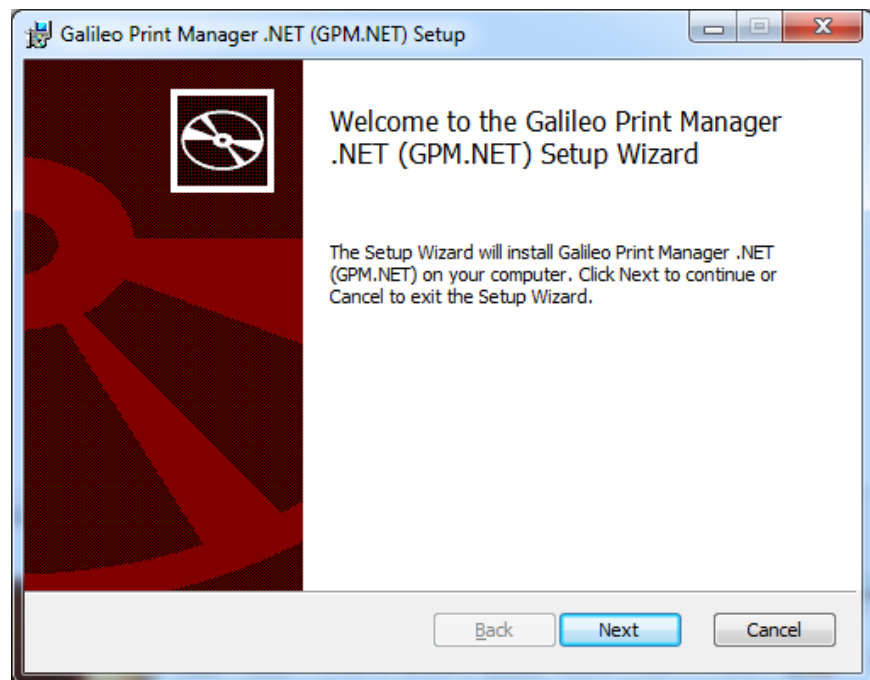 Galileo Print Manager .NET (GPM.NET) Setup
Welcome to the Galileo Print Manager
.NET (GPM.NET) Setup Wizard
The Setup Wizard will install Galileo Print Manager .NET
(GPM.NET) on your computer. Click Next to continue or
Cancel to exit the Setup Wizard.
Back Next Cancel